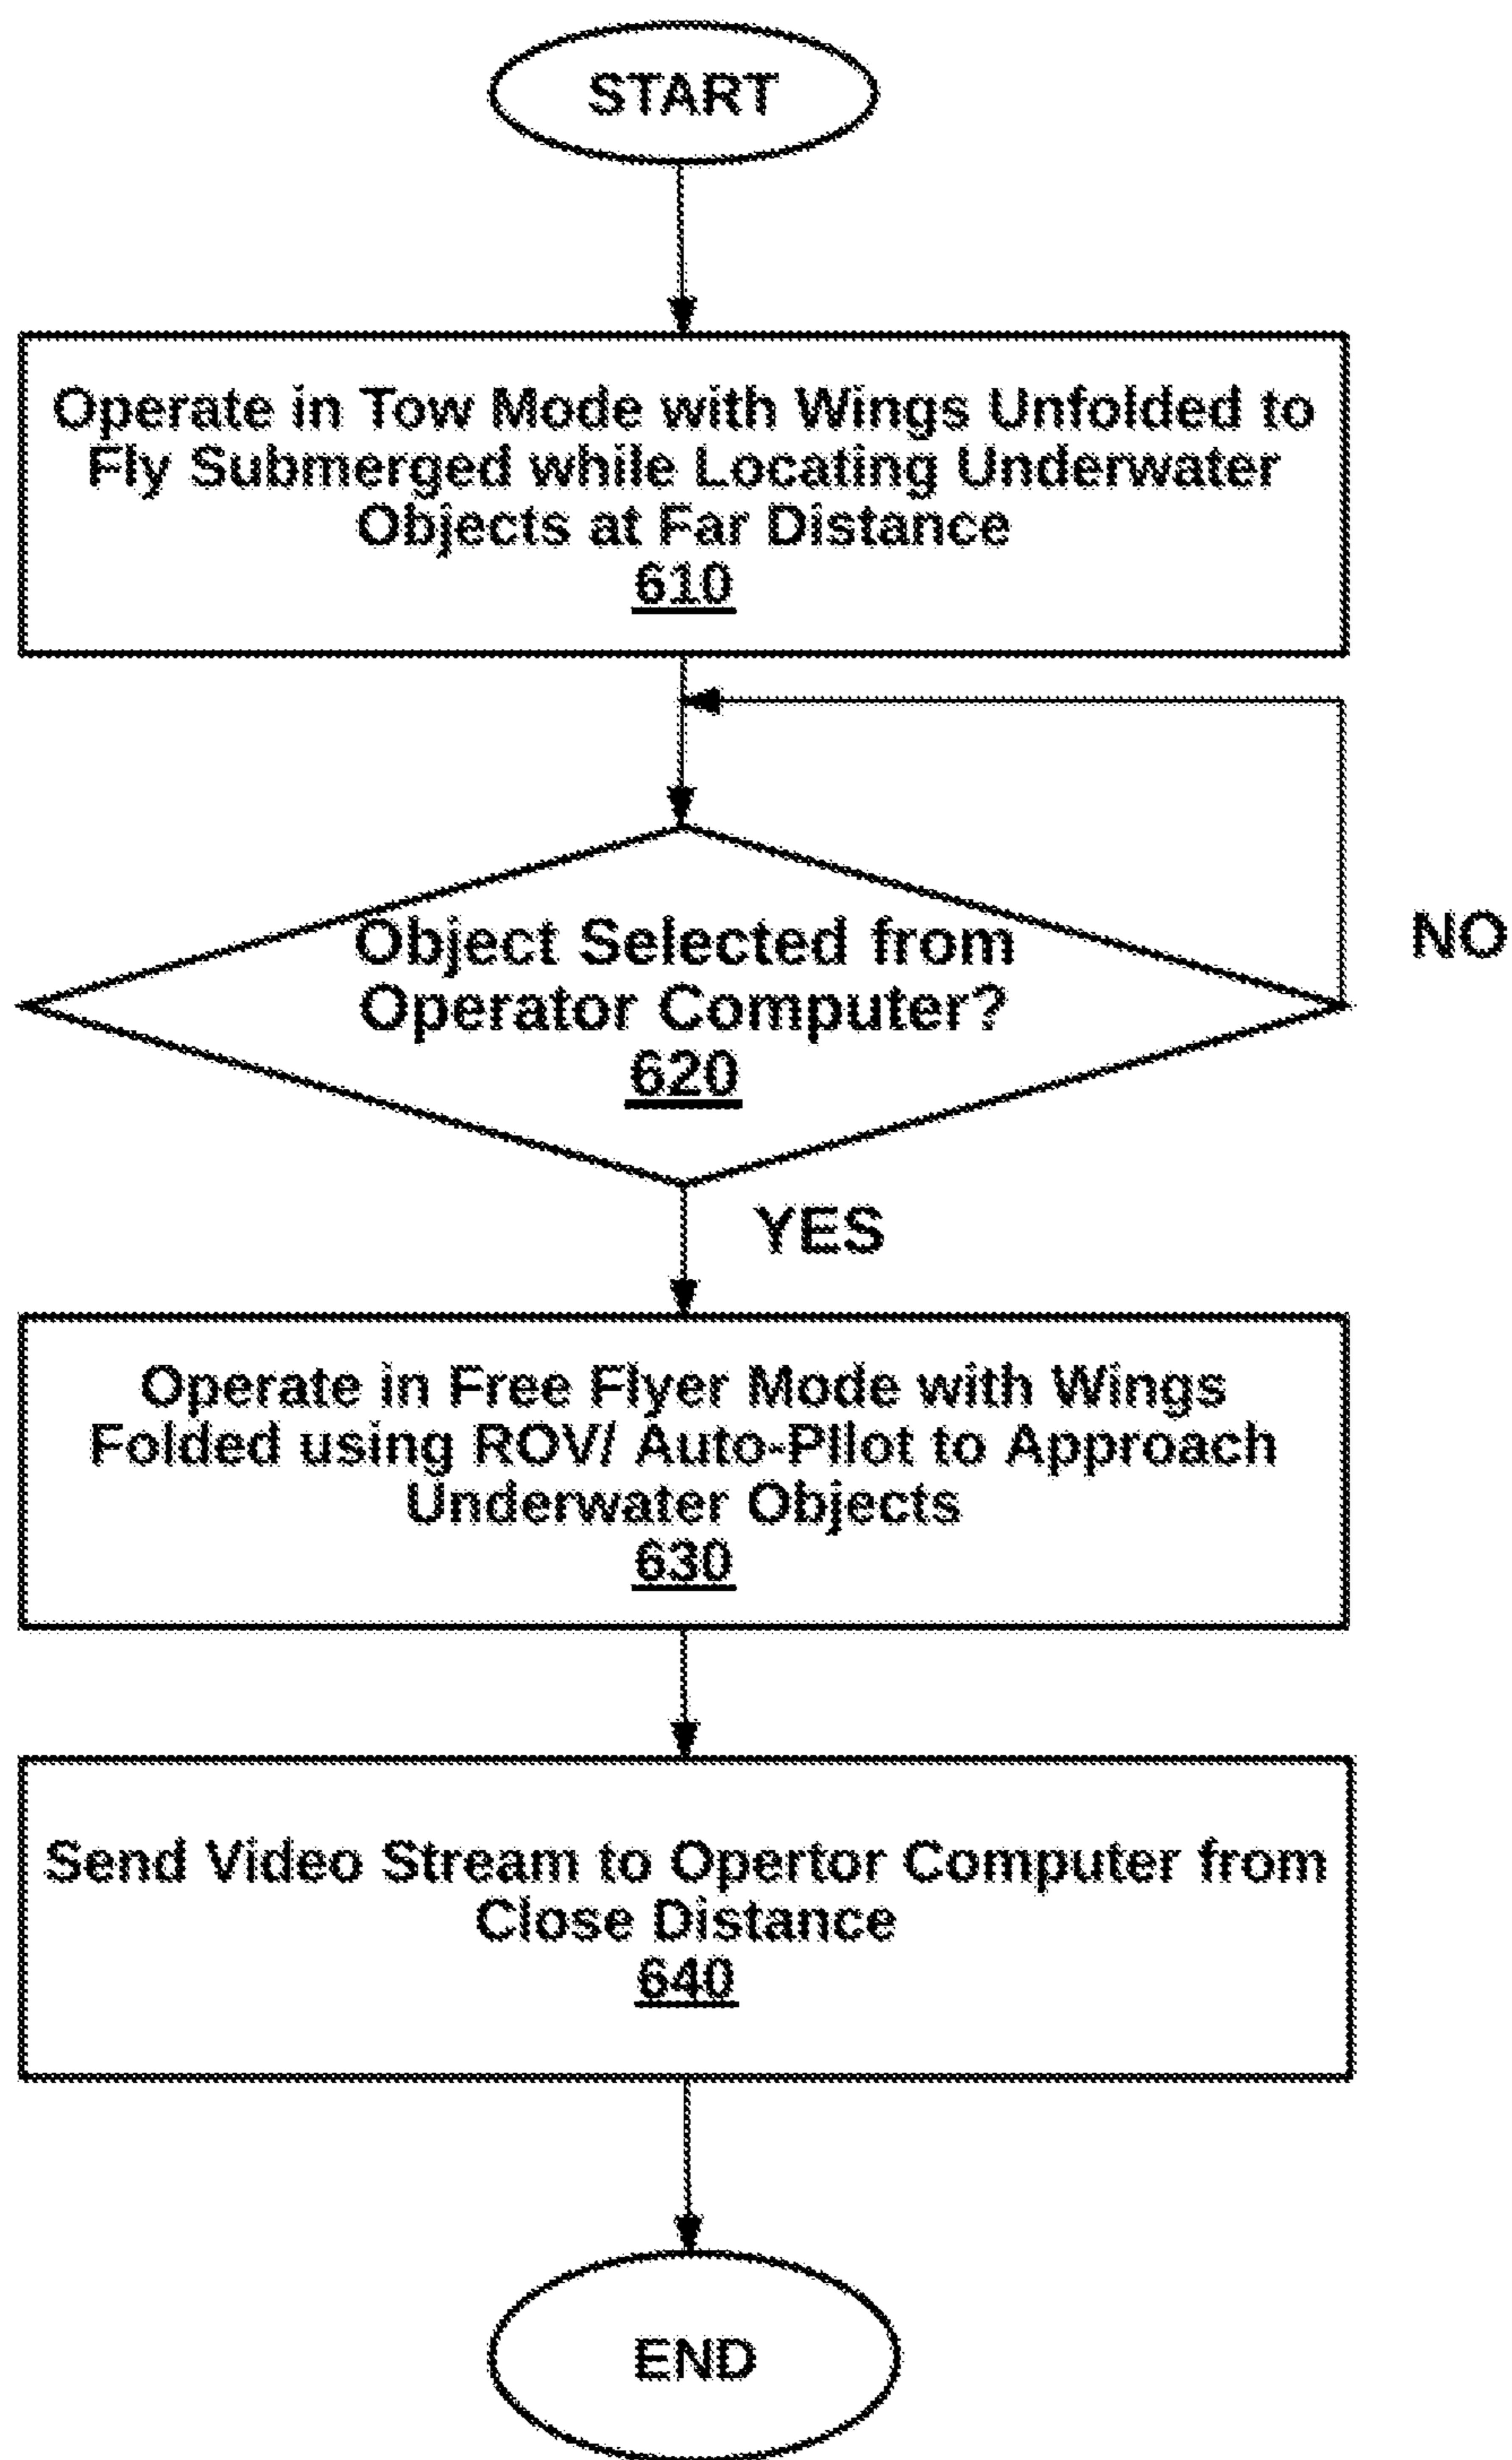 START
Operate in Tow Mode with Wings Unfolded to
Fly Submerged while Locating Underwater
Objects at Far Distance
610
Object Selected from
Operator Computer?
620
NO
YES
Operate in Free Flyer Mode with Wings
Folded using ROV/ Auto-PIlot to Approach
Underwater Objects
630
Send Video Stream to Opertor Computer from
Close Distance
640
END